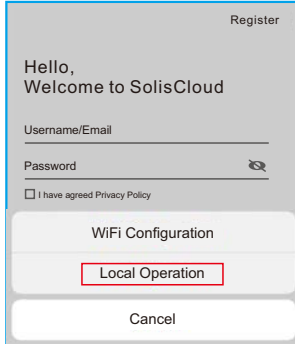 Register
Hello,
Welcome to SolisCloud
Username/Email
Password
I have agreed Privacy Policy
WiFi Configuration
Local Operation
Cancel